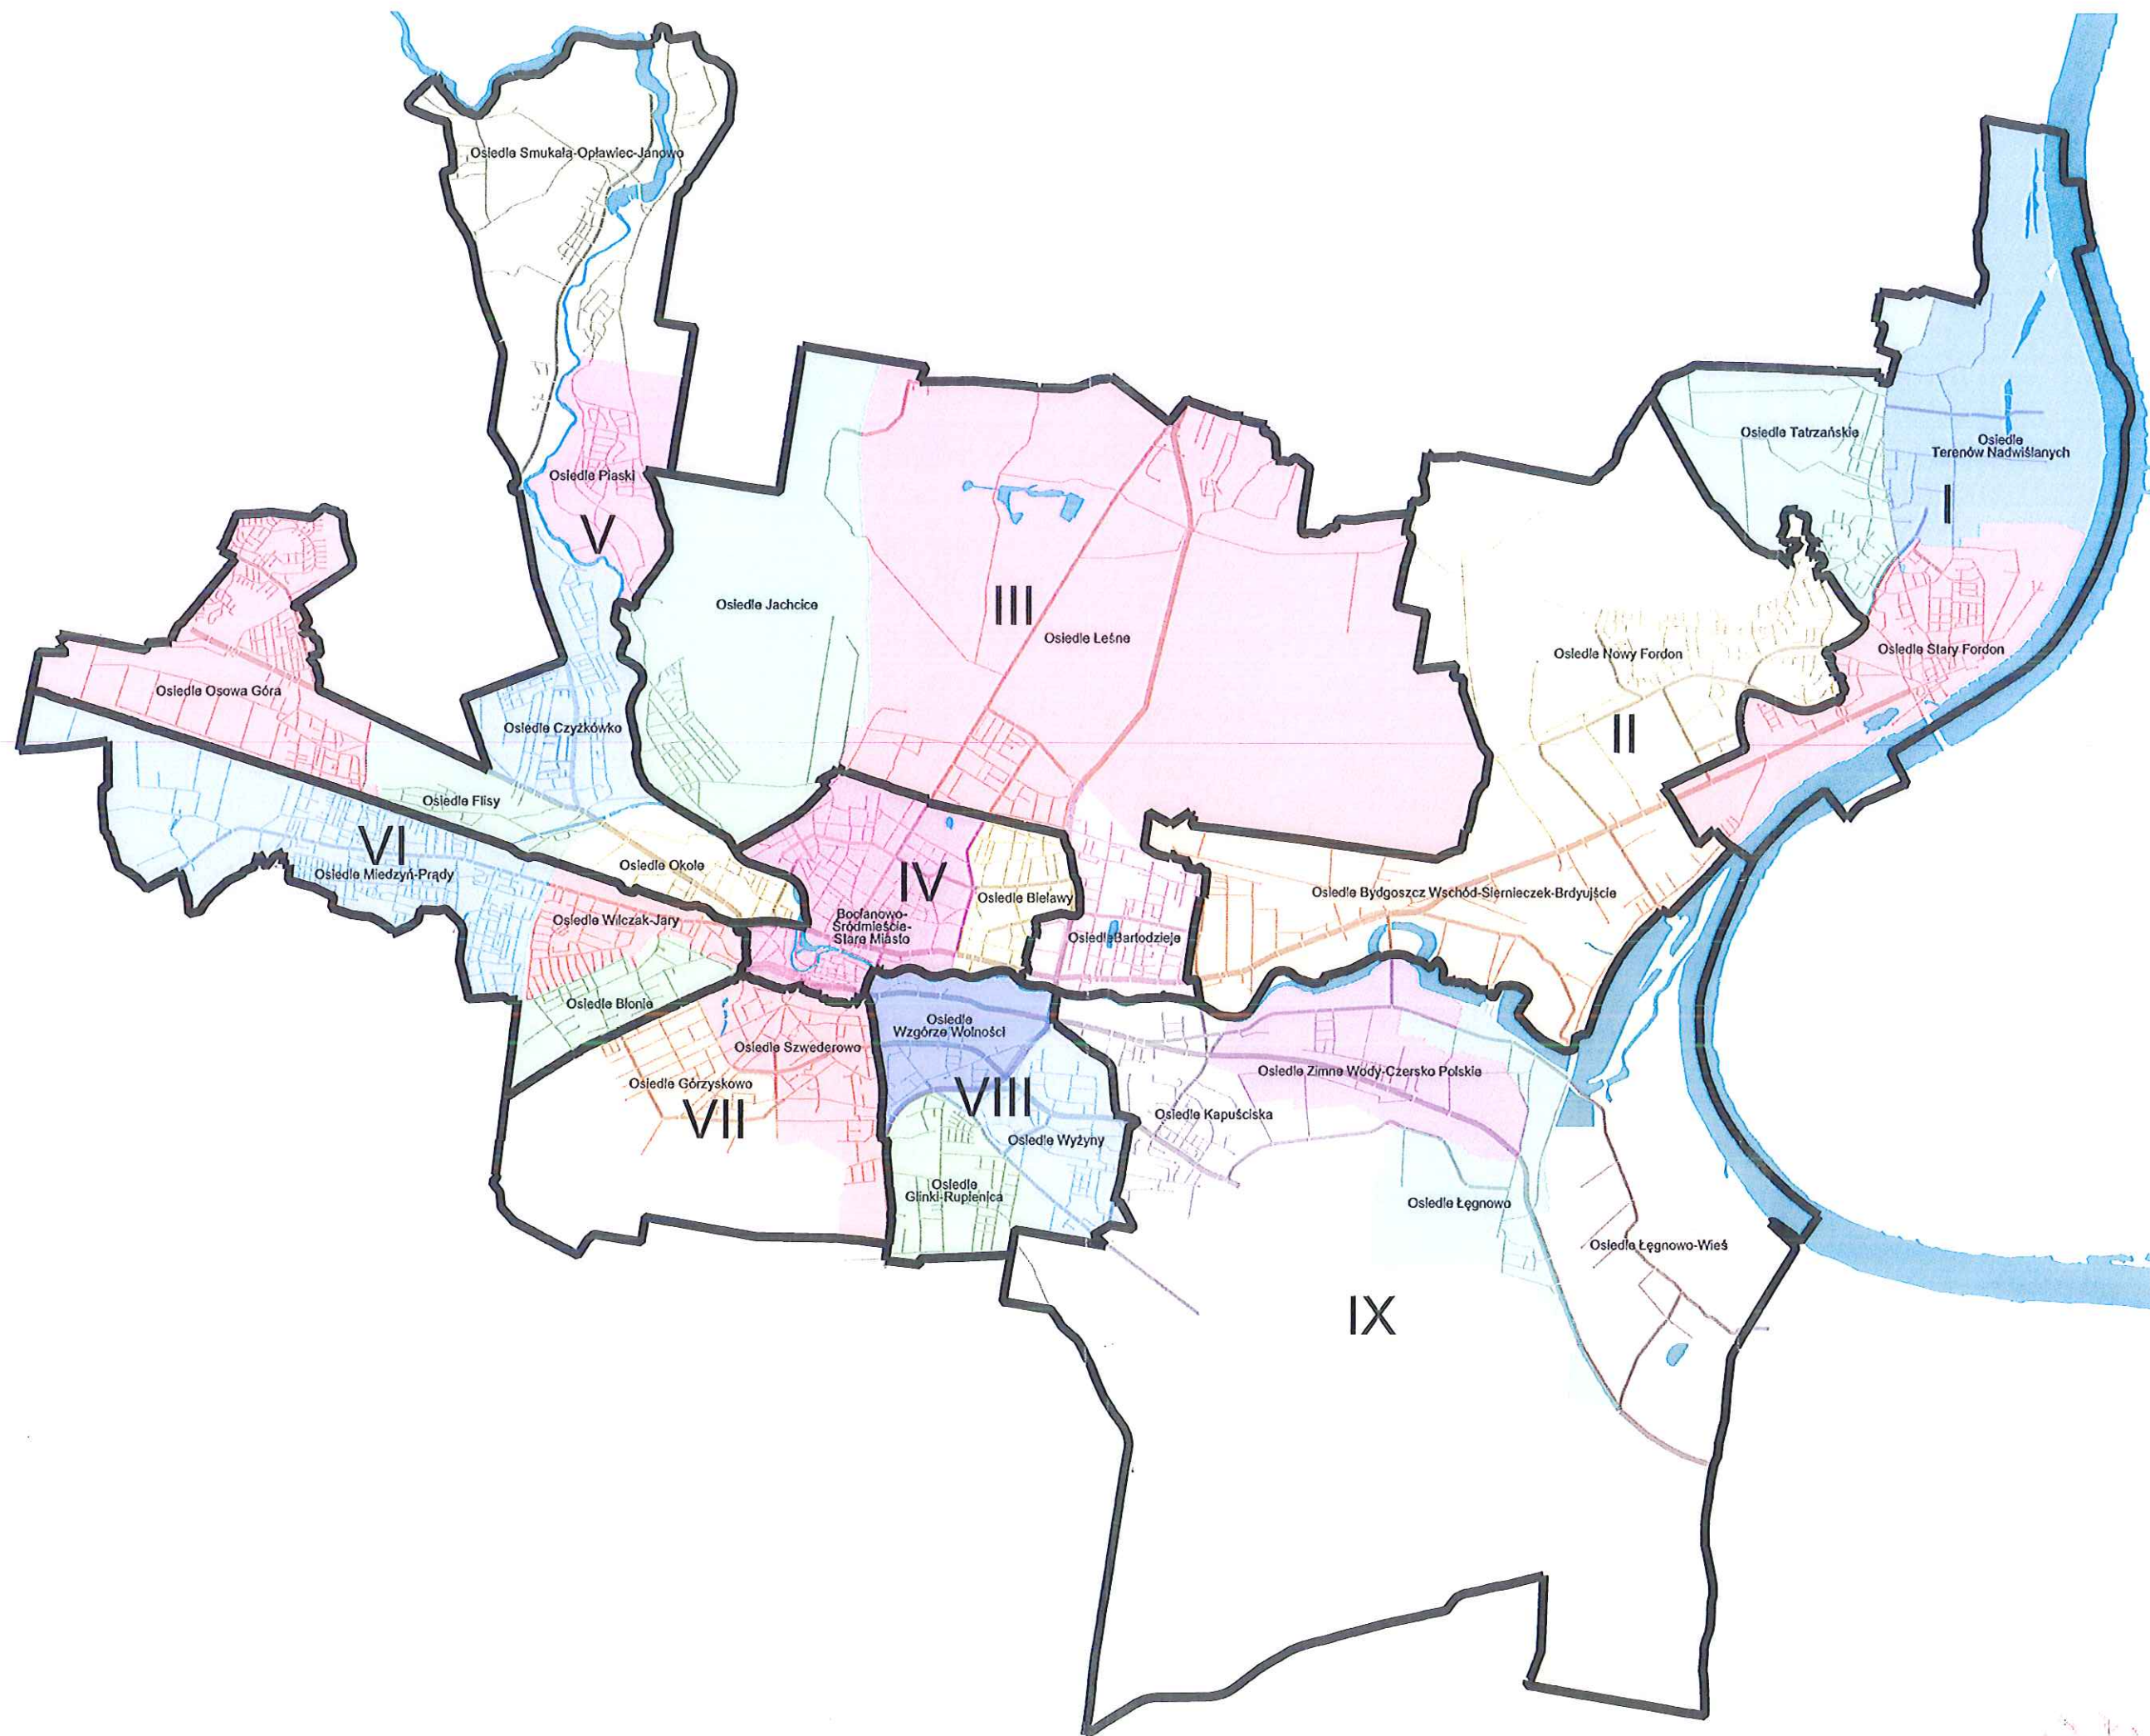 Osiedle Smukała-Opławiec-Janowo
Osiedle Tatrzańskie
Osiedle
Terenów Nadwiślanych
Osiedle Piaski
I
V
Osiedle Jachcice
III
Osiedle Leśne
Osiedle Nowy Fordon
Osiedle Stary Fordon
Osiedle Osowa Góra
Osiedle Czyżkówko
II
Osiedle Flisy
VI
Osiedle Miedzyń-Prądy
Osiedle Okole
IV
Osiedle Bielawy
Osiedle Bydgoszcz Wschód-Siernieczek-Brdyujście
Osiedle Wilczak-Jary
Bocianowo-
Śródmieście-
Stare Miasto
Osiedle Bartodzieje
Osiedle Błonie
Osiedle
Wzgórze Wolności
Osiedle Szwederowo
Osiedle Górzyskowo
VII
VIII
Osiedle Zimne Wody-Czersko Polskie
Osiedle Kapuściska
Osiedle Wyżyny
Osiedle
Glinki-Rupienica
Osiedle Łęgnowo
Osiedle Łęgnowo-Wieś
IX